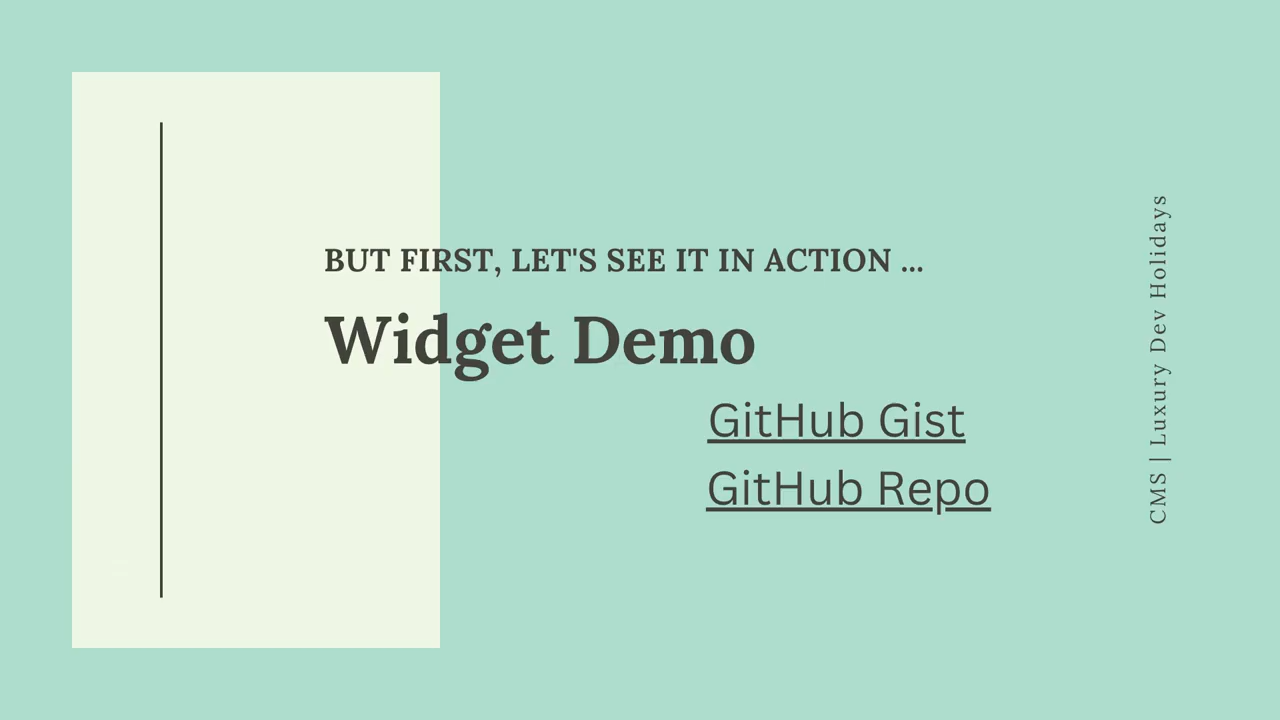 BUT FIRST, LET'S SEE IT IN ACTION ...
Widget Demo
GitHub Gist
GitHub Repo
CMS | Luxury Dev Holidays